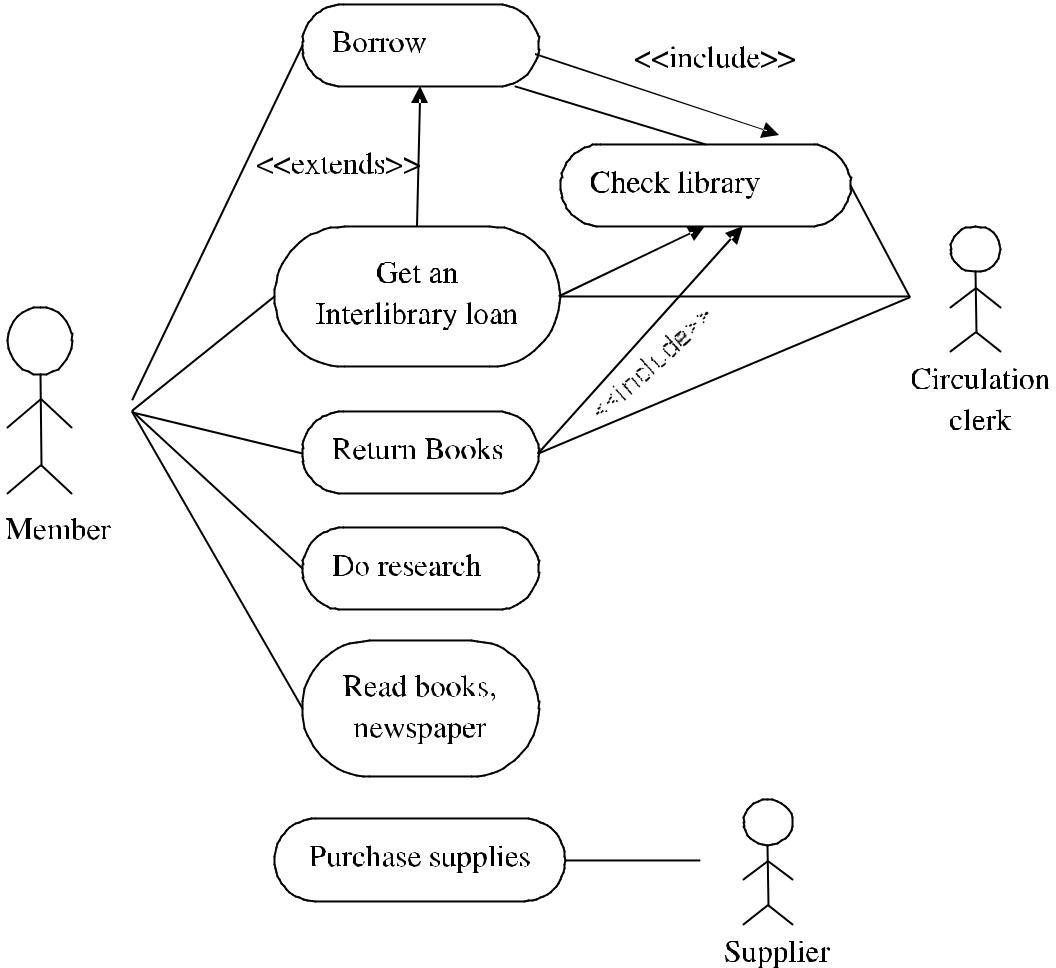 Borrow
<<include>>
<<extends>>
Check library
Get an
Interlibrary loan
<<include>>
Circulation
clerk
Return Books
Member
Do research
Read books,
newspaper
Purchase supplies
Supplier